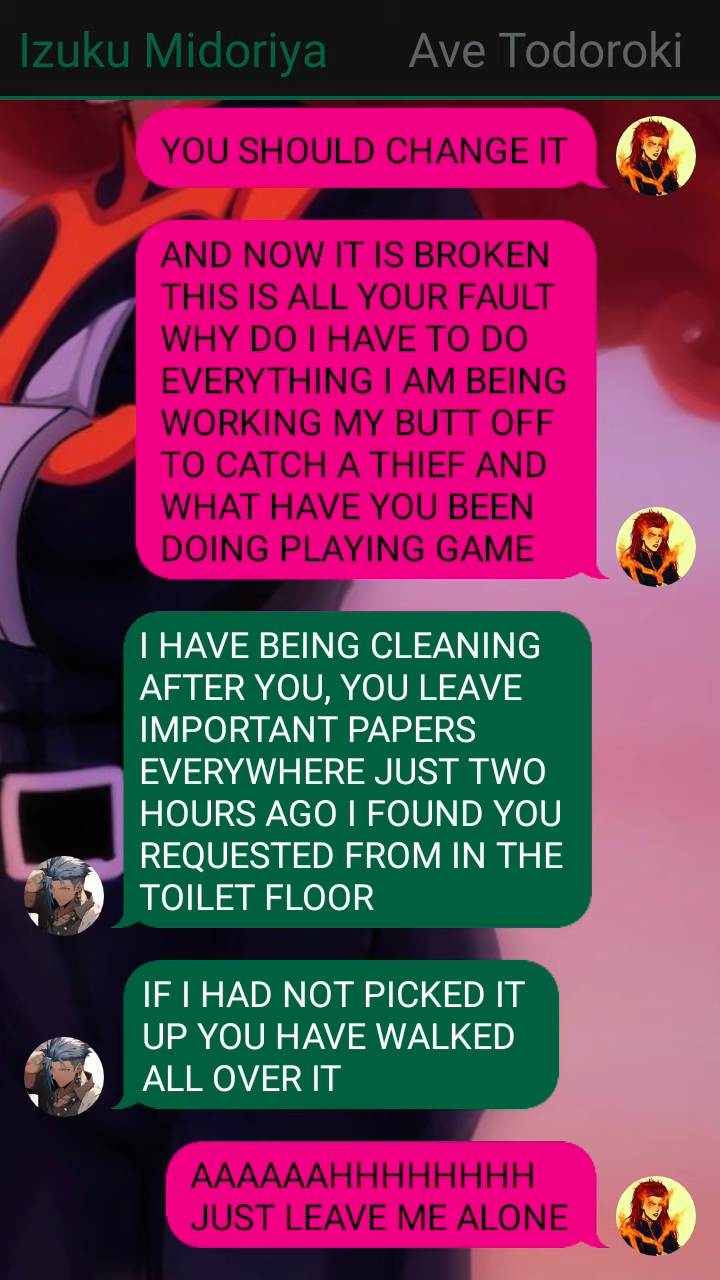 Izuku Midoriya Ave Todoroki
YOU SHOULD CHANGE IT
AND NOW IT IS BROKEN
THIS IS ALL YOUR FAULT
WHY DO I HAVE TO DO
EVERYTHING I AM BEING
WORKING MY BUTT OFF
TO CATCH A THIEF AND
WHAT HAVE YOU BEEN
DOING PLAYING GAME
I HAVE BEING CLEANING
AFTER YOU, YOU LEAVE
IMPORTANT PAPERS
EVERYWHERE JUST TWO
HOURS AGO I FOUND YOU
REQUESTED FROM IN THE
TOILET FLOOR
IF I HAD NOT PICKED IT
UP YOU HAVE WALKED
ALL OVER IT
AAAAAAHHHHHHHHH
JUST LEAVE ME ALONE